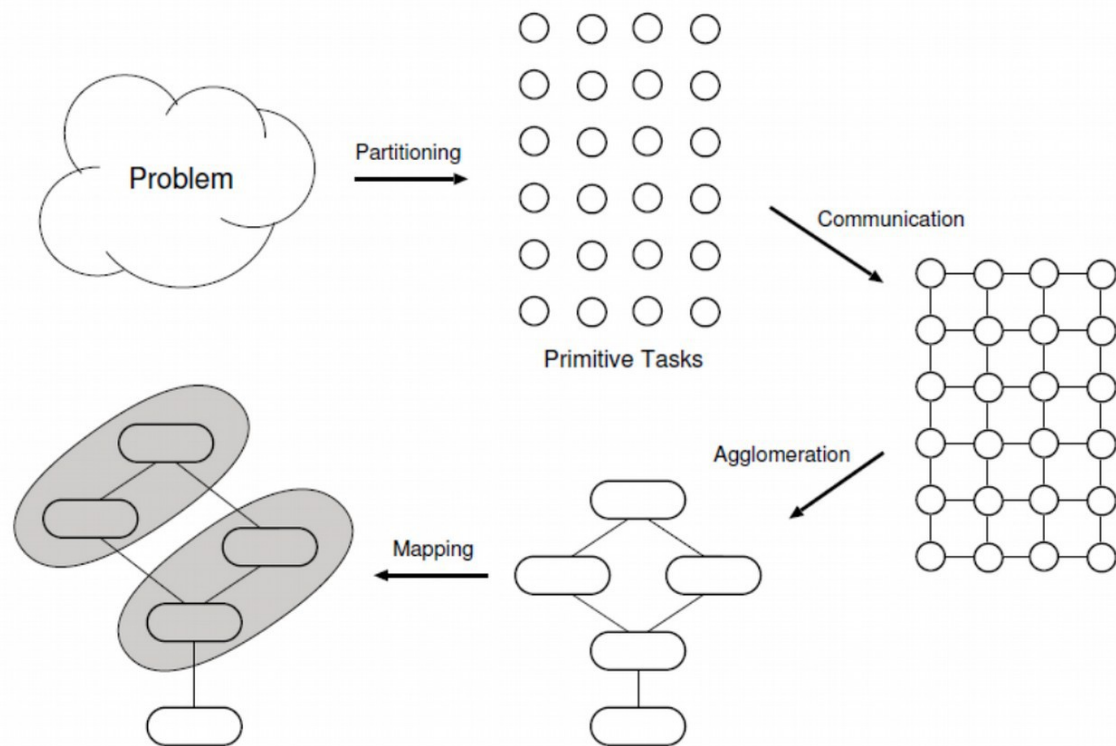 Problem
Partitioning
Primitive Tasks
Communication
Agglomeration
Mapping